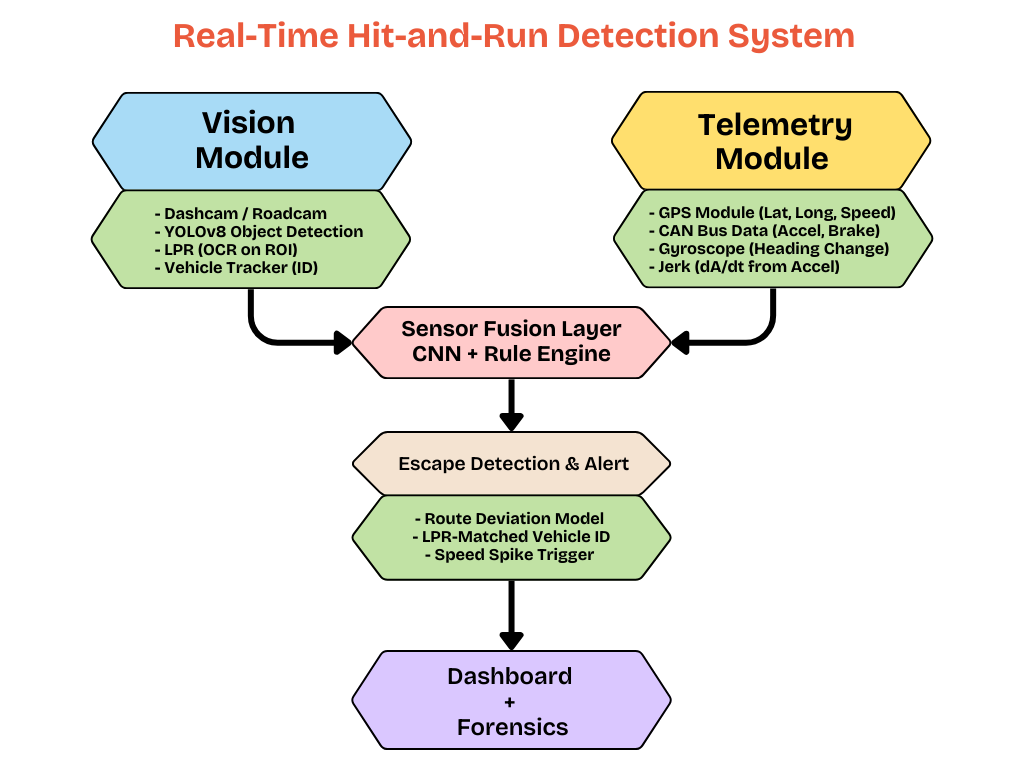 Real-Time Hit-and-Run Detection System
Vision
Module
- Dashcam / Roadcam
- YOLOv8 Object Detection
- LPR (OCR on ROI)
- Vehicle Tracker (ID)
Telemetry
Module
- GPS Module (Lat, Long, Speed)
- CAN Bus Data (Accel, Brake)
- Gyroscope (Heading Change)
- Jerk (dA/dt from Accel)
Sensor Fusion Layer
CNN + Rule Engine
Escape Detection & Alert
- Route Deviation Model
- LPR-Matched Vehicle ID
- Speed Spike Trigger
Dashboard
+
Forensics